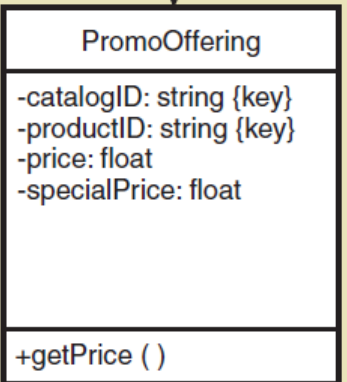 PromoOffering
-catalogID: string {key}
-productID: string {key}
-price: float
-specialPrice: float
+getPrice ( )